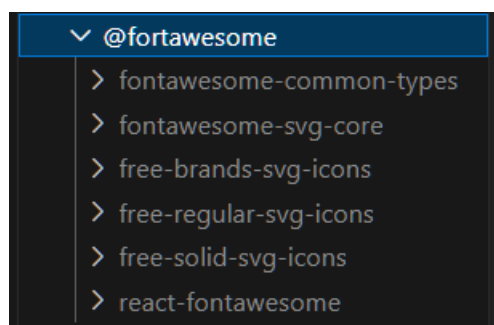 @fortawesome
fontawesome-common-types
fontawesome-svg-core
free-brands-svg-icons
free-regular-svg-icons
free-solid-svg-icons
react-fontawesome